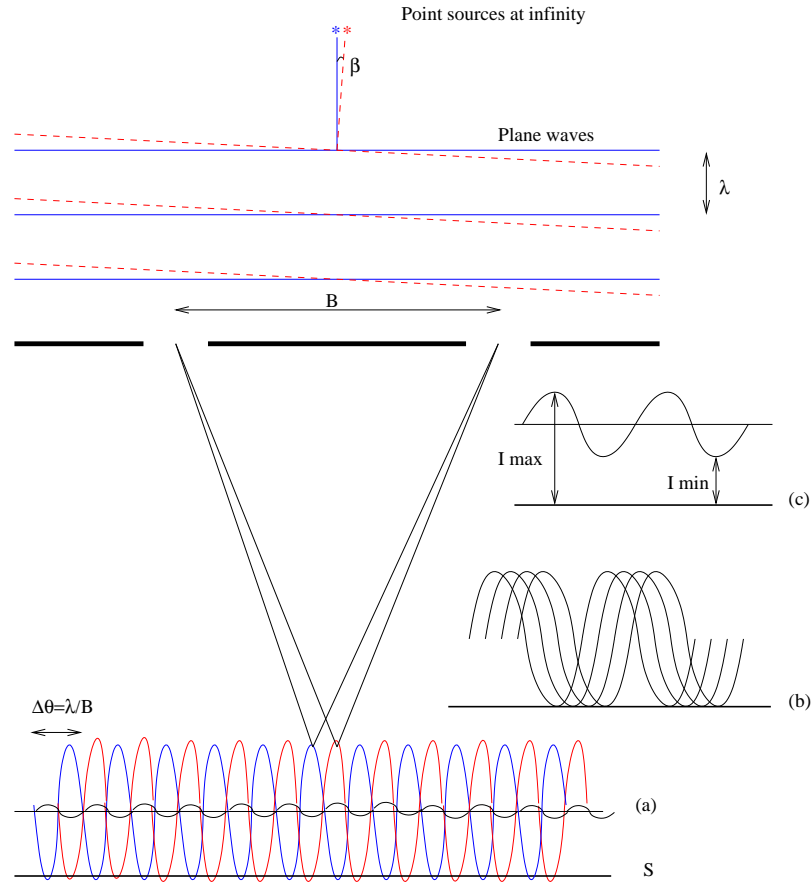 Point sources at infinity
**
β
Plane waves
λ
B
I max
I min
(c)
(b)
Δθ=λ/B
(a)
S